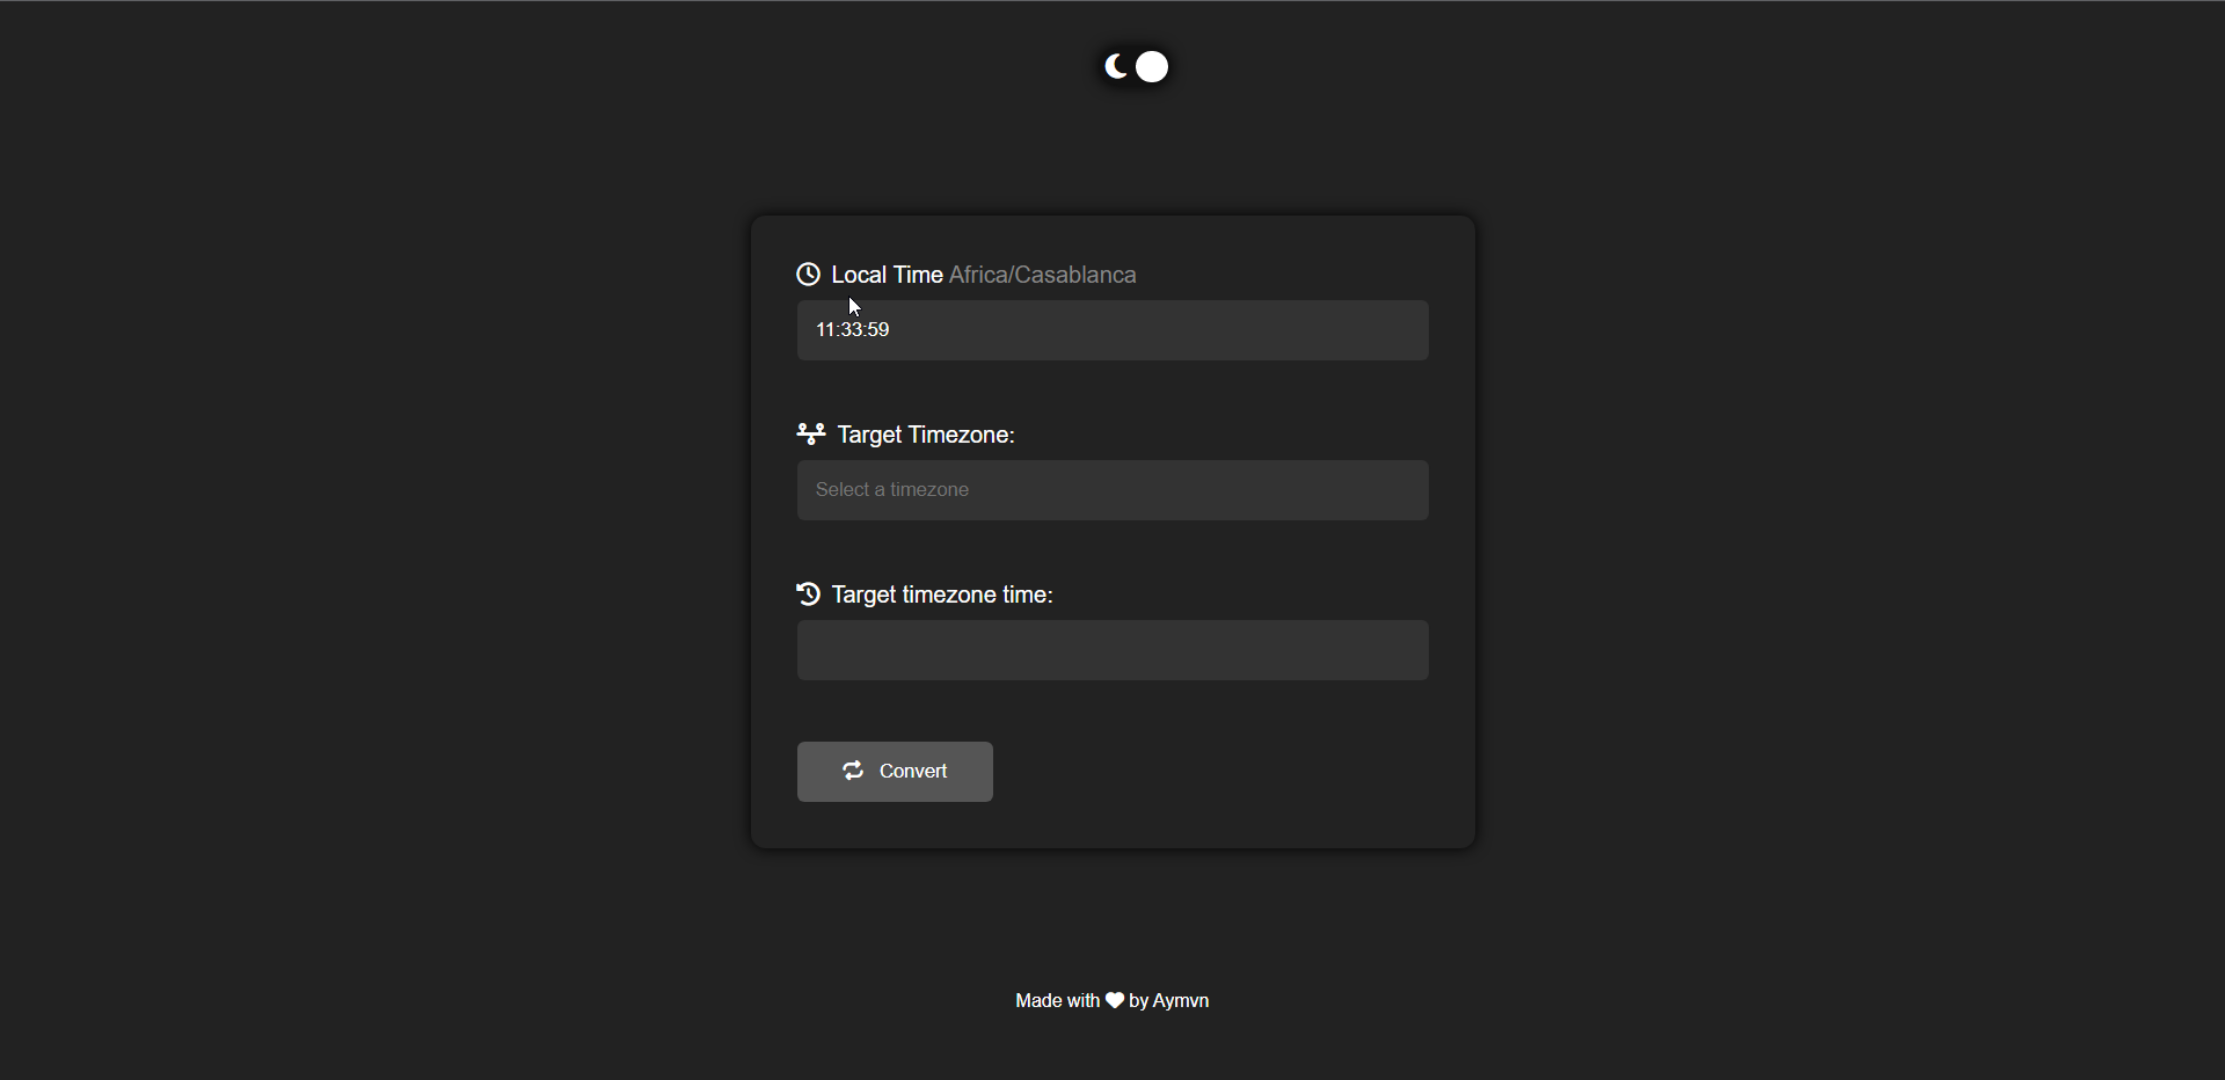 Local Time Africa/Casablanca
11:33:59
Target Timezone:
Select a timezone
Target timezone time:
Convert
Made with by Aymvn